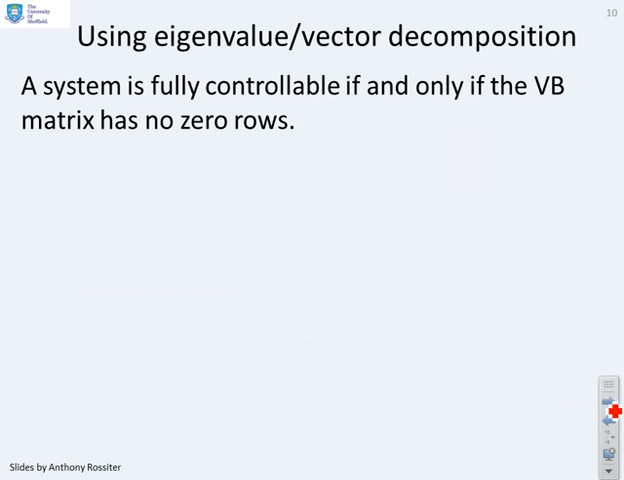 The
University
Of
Sheffield.
10
Using eigenvalue/vector decomposition
A system is fully controllable if and only if the VB
matrix has no zero rows.
Slides by Anthony Rossiter